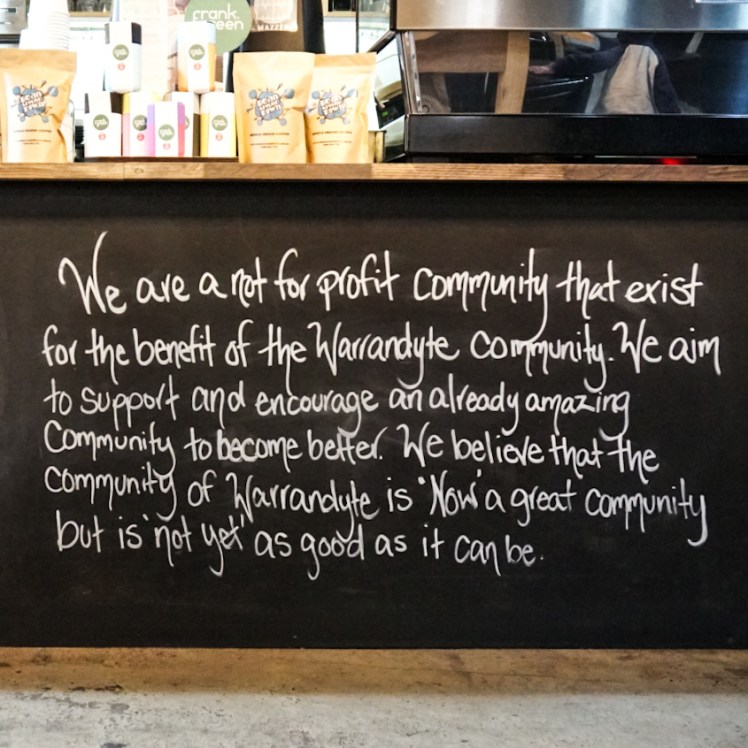 frank.
green
We are a not for profit community that exist
for the benefit of the Warrandyte community. We aim
to support and encourage an already amazing
Community to become better. We believe that the
community of Warrandyte is 'Now' a great community
but is 'not yet' as good as it can be.